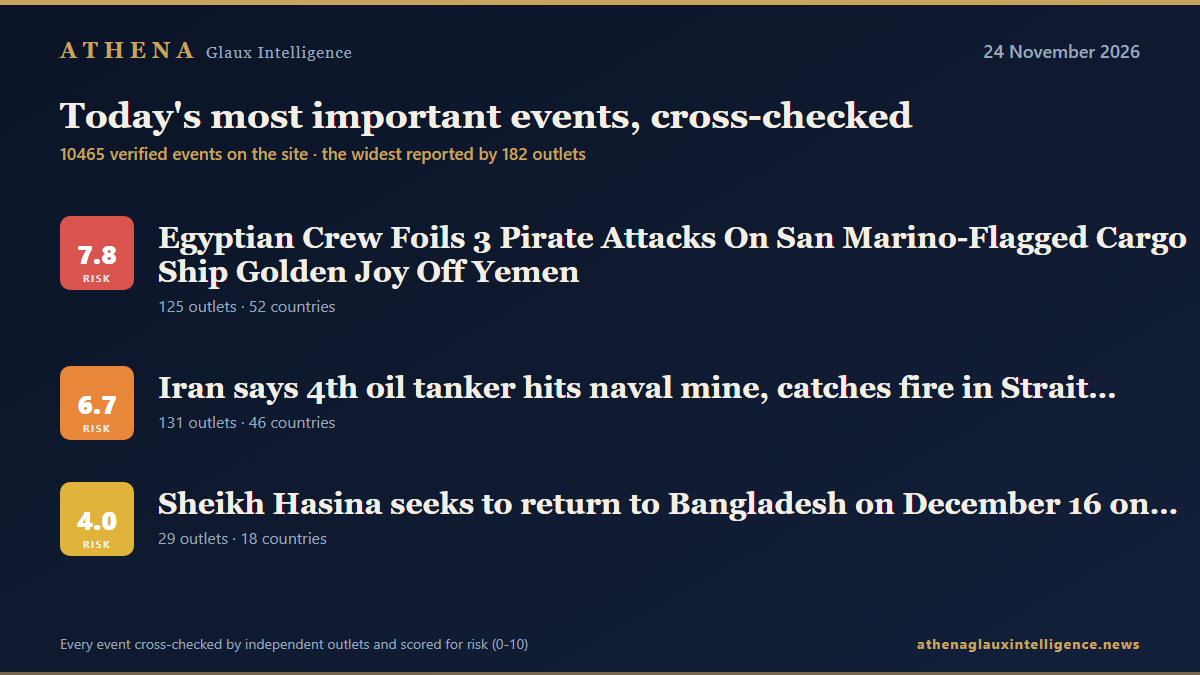 ATHENA Glaux Intelligence
24 November 2026
Today's most important events, cross-checked
10465 verified events on the site · the widest reported by 182 outlets
7.8
RISK
Egyptian Crew Foils 3 Pirate Attacks On San Marino-Flagged Cargo
Ship Golden Joy Off Yemen
125 outlets · 52 countries
6.7
RISK
Iran says 4th oil tanker hits naval mine, catches fire in Strait...
131 outlets · 46 countries
4.0
RISK
Sheikh Hasina seeks to return to Bangladesh on December 16 on...
29 outlets · 18 countries
Every event cross-checked by independent outlets and scored for risk (0-10)
athenaglauxintelligence.news